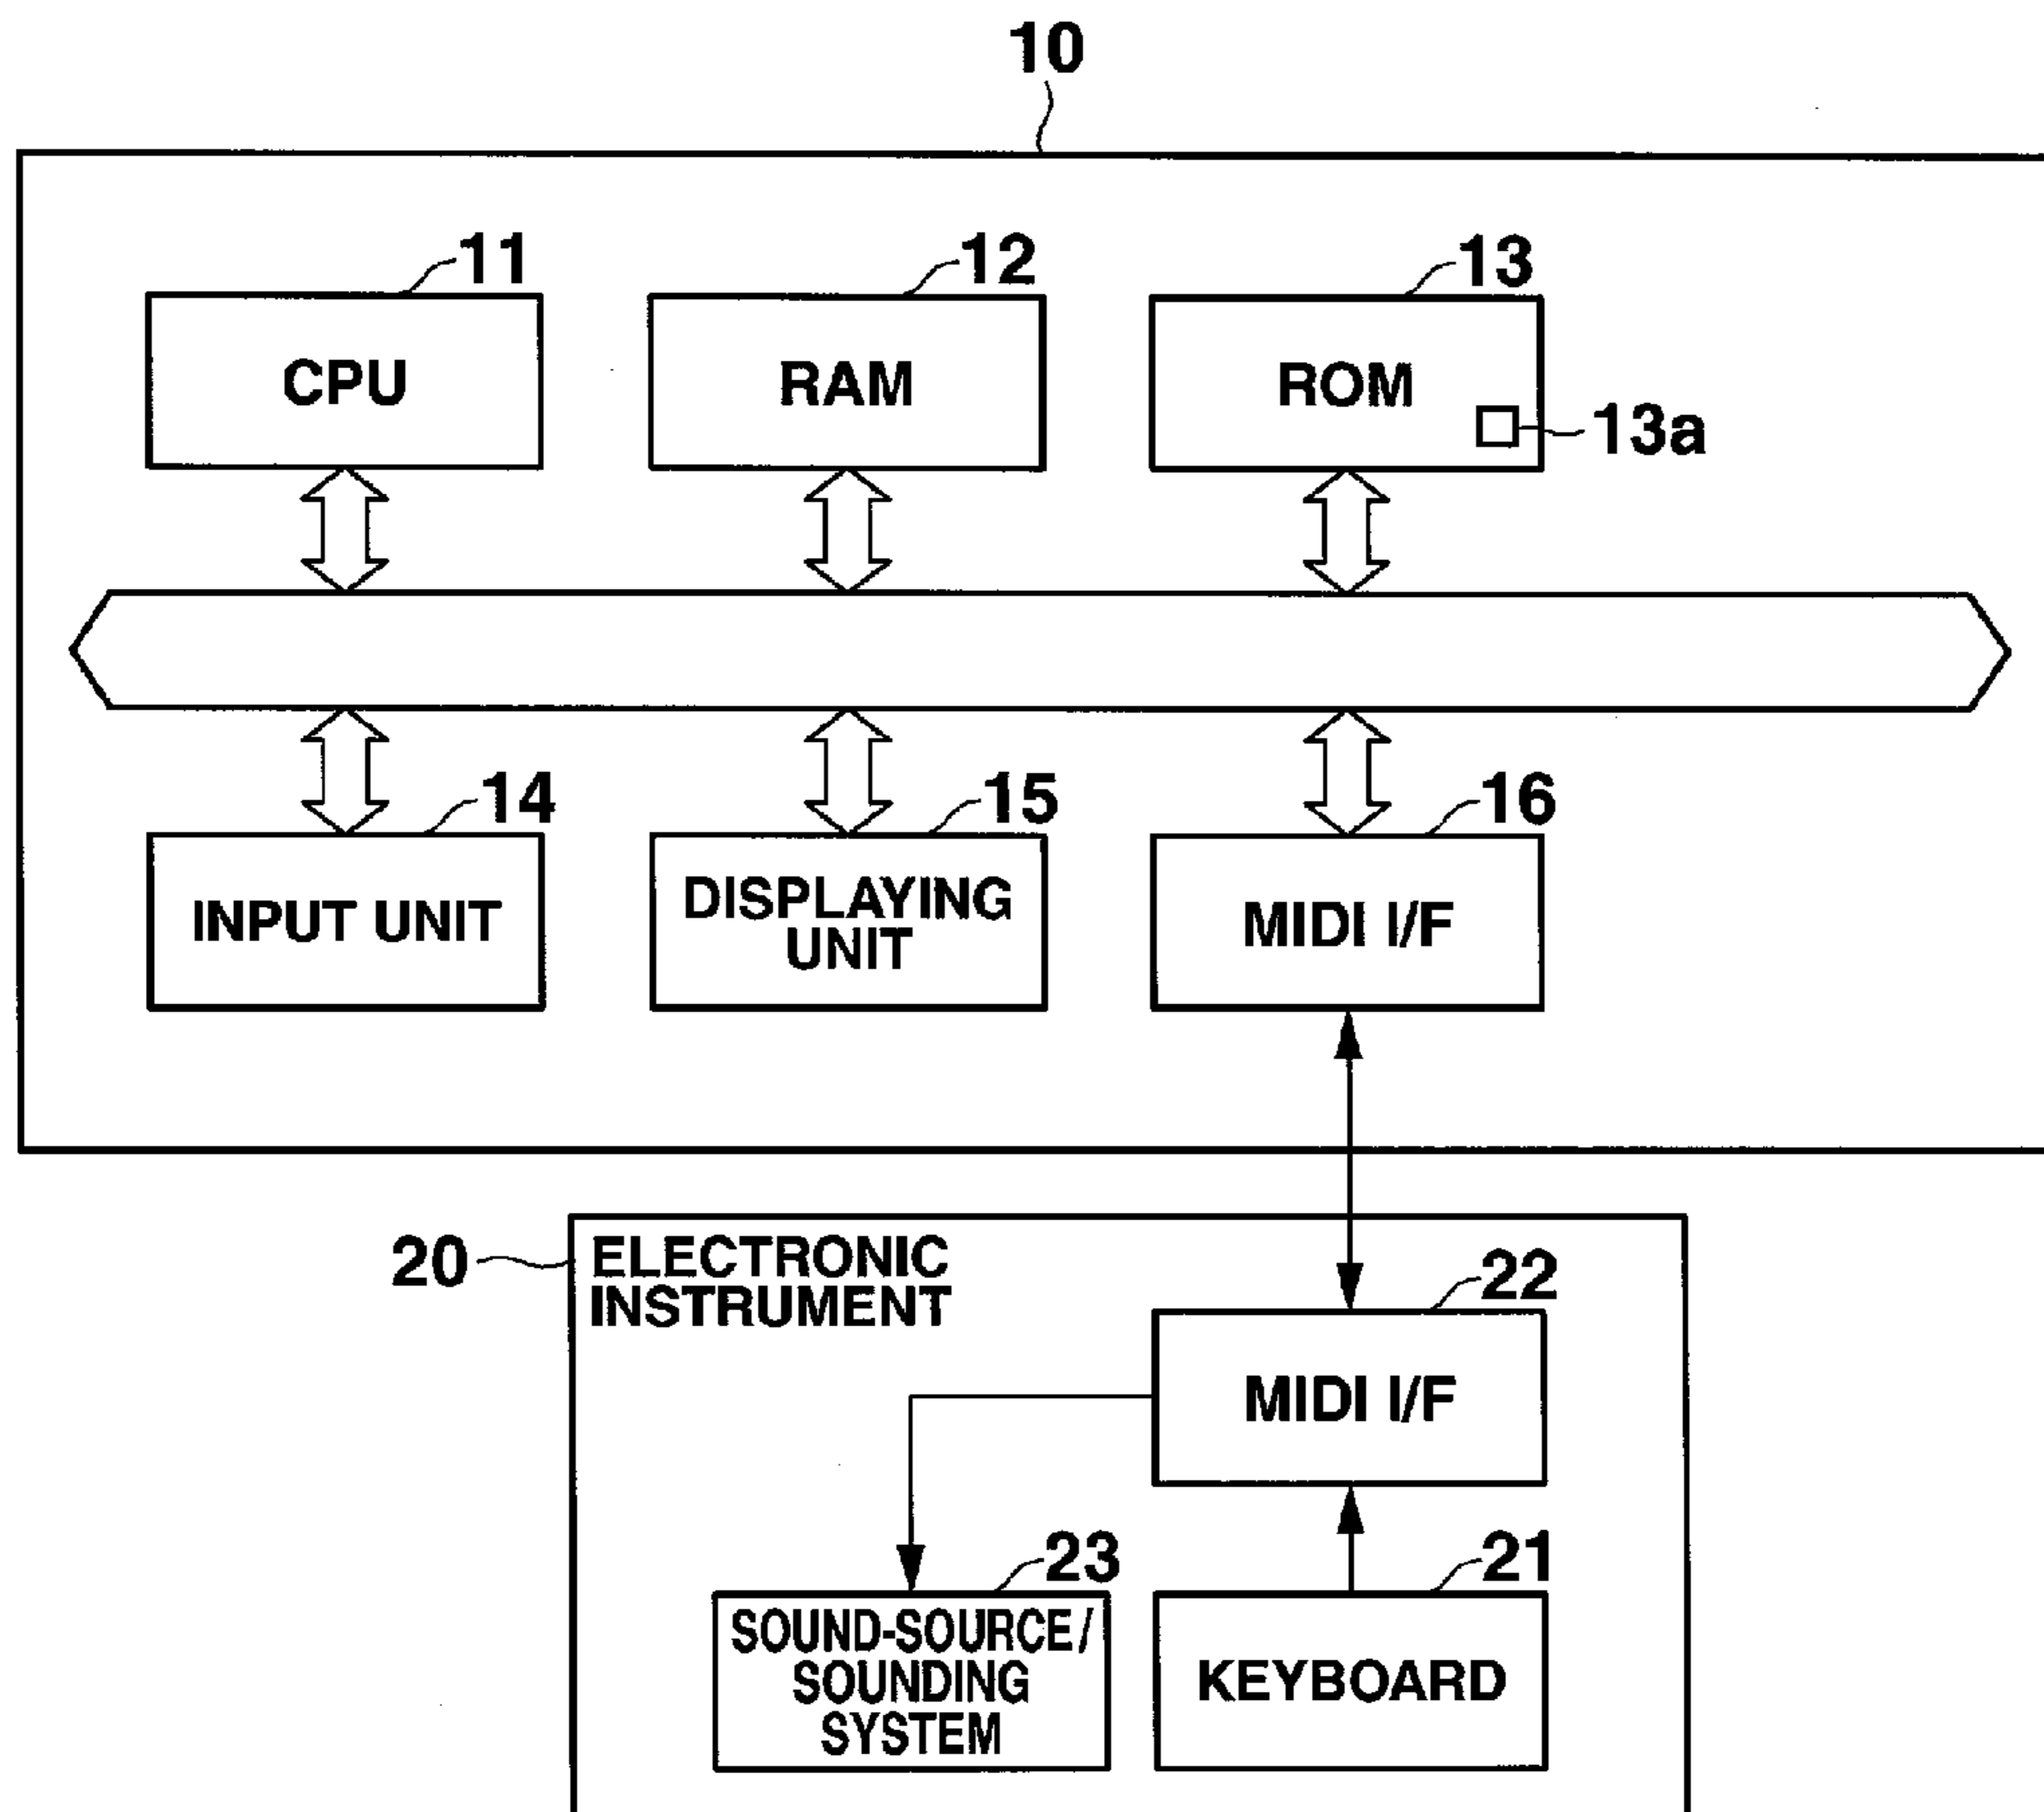 10
11
12
13
CPU
RAM
ROM
13a
14
15
16
INPUT UNIT
DISPLAYING
UNIT
MIDI I/F
20
ELECTRONIC
INSTRUMENT
22
MIDI I/F
23
21
SOUND-SOURCE/
SOUNDING
SYSTEM
KEYBOARD